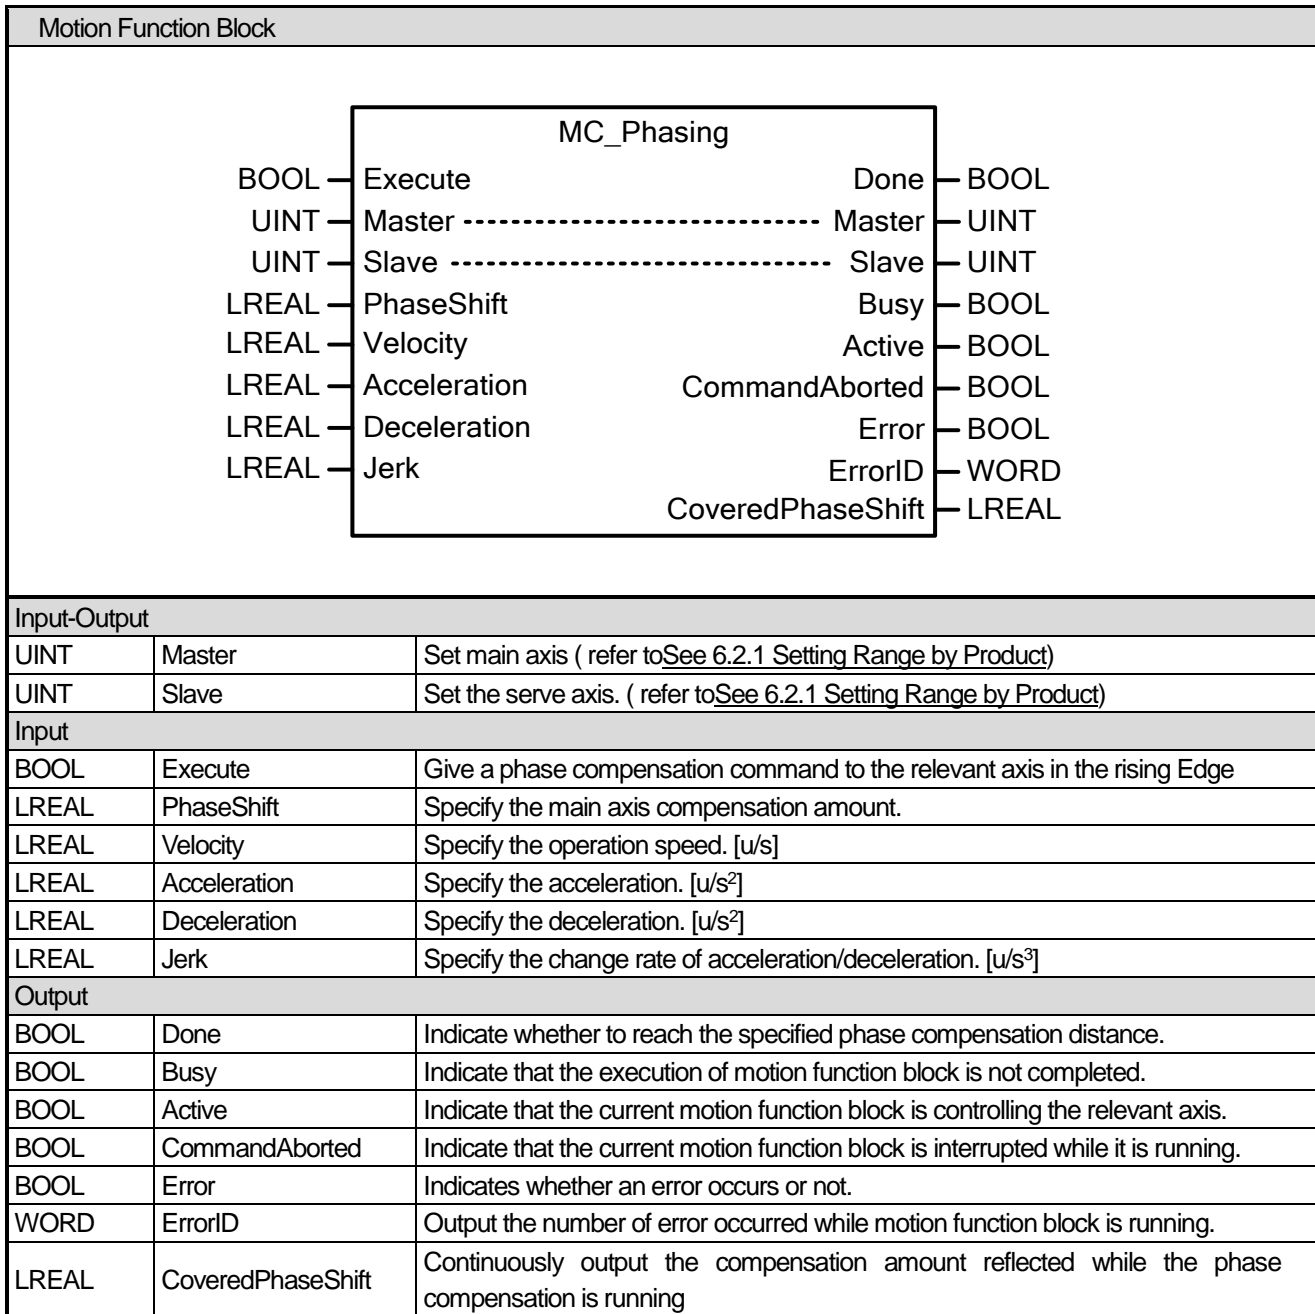 Motion Function Block
MC_Phasing
BOOL Execute Done BOOL
UINT Master Master UINT
UINT Slave Slave UINT
LREAL PhaseShift Busy BOOL
LREAL Velocity Active BOOL
LREAL Acceleration CommandAborted BOOL
LREAL Deceleration Error BOOL
LREAL Jerk ErrorID WORD
CoveredPhaseShift LREAL
Input-Output
UINT Master Set main axis ( refer toSee 6.2.1 Setting Range by Product)
UINT Slave Set the serve axis. ( refer toSee 6.2.1 Setting Range by Product)
Input
BOOL Execute Give a phase compensation command to the relevant axis in the rising Edge
LREAL PhaseShift Specify the main axis compensation amount.
LREAL Velocity Specify the operation speed. [u/s]
LREAL Acceleration Specify the acceleration. [u/s²]
LREAL Deceleration Specify the deceleration. [u/s²]
LREAL Jerk Specify the change rate of acceleration/deceleration. [u/s³]
Output
BOOL Done Indicate whether to reach the specified phase compensation distance.
BOOL Busy Indicate that the execution of motion function block is not completed.
BOOL Active Indicate that the current motion function block is controlling the relevant axis.
BOOL CommandAborted Indicate that the current motion function block is interrupted while it is running.
BOOL Error Indicates whether an error occurs or not.
WORD ErrorID Output the number of error occurred while motion function block is running.
LREAL CoveredPhaseShift Continuously output the compensation amount reflected while the phase
compensation is running